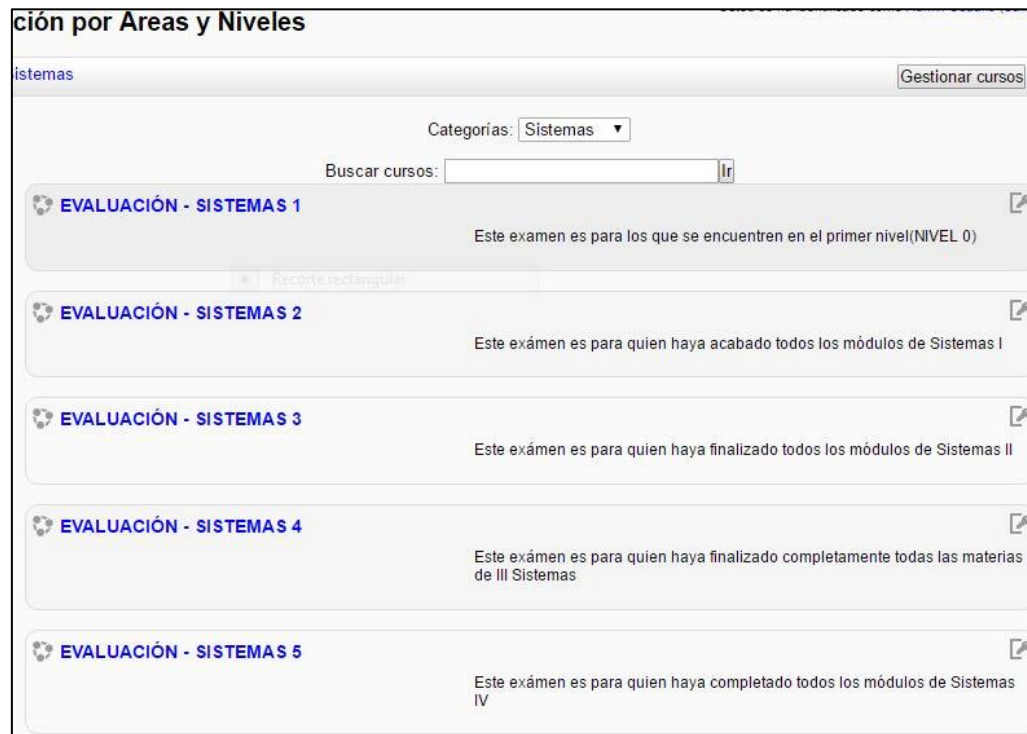 ción por Areas y Niveles
istemas
Gestionar cursos
Categorías: Sistemas
Buscar cursos:
Ir
EVALUACIÓN - SISTEMAS 1
Este examen es para los que se encuentren en el primer nivel(NIVEL 0)
Recorte rectangular
EVALUACIÓN - SISTEMAS 2
Este exámen es para quien haya acabado todos los módulos de Sistemas I
EVALUACIÓN - SISTEMAS 3
Este exámen es para quien haya finalizado todos los módulos de Sistemas II
EVALUACIÓN - SISTEMAS 4
Este exámen es para quien haya finalizado completamente todas las materias
de III Sistemas
EVALUACIÓN - SISTEMAS 5
Este exámen es para quien haya completado todos los módulos de Sistemas
IV